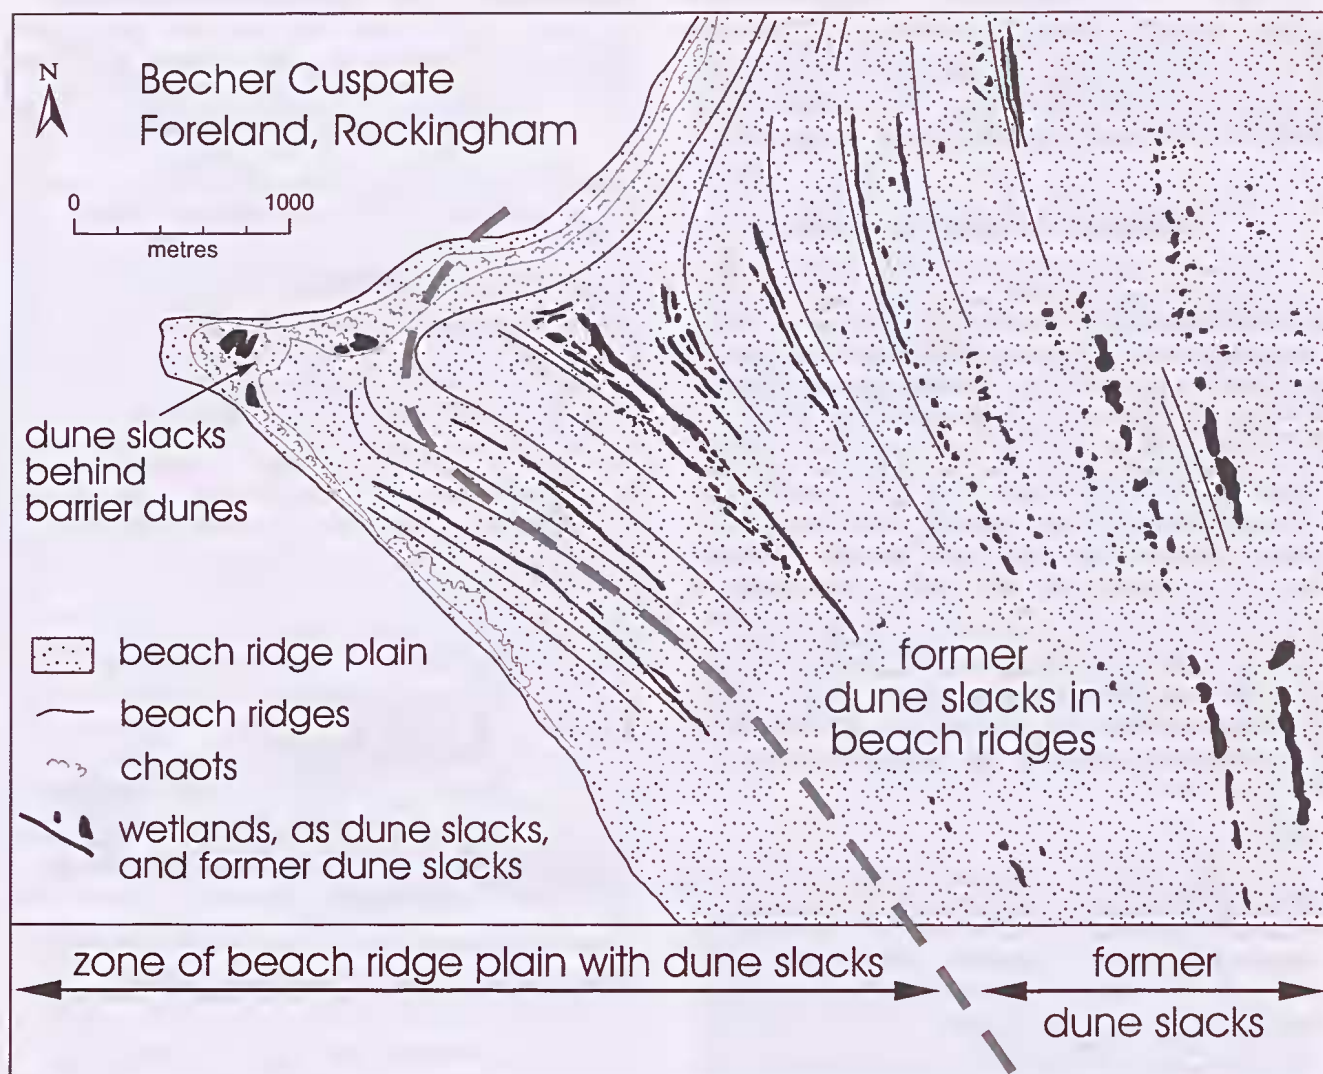 N
Becher Cuspate
Foreland, Rockingham
0 1000
metres
dune slacks
behind
barrier dunes
beach ridge plain
beach ridges
chaots
wetlands, as dune slacks,
and former dune slacks
former
dune slacks in
beach ridges
zone of beach ridge plain with dune slacks
former
dune slacks